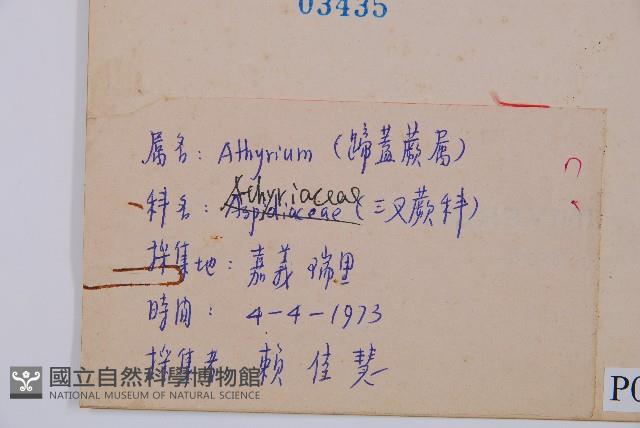 03435
屬名: Athyrium (蹄蓋蕨屬)
Athyriaceae
科名: Aspidiaceae (三叉蕨科)
採集地: 嘉義 瑞里
時間: 4-4-1973
採集者 賴佳慧
國立自然科學博物館
NATIONAL MUSEUM OF NATURAL SCIENCE
P0